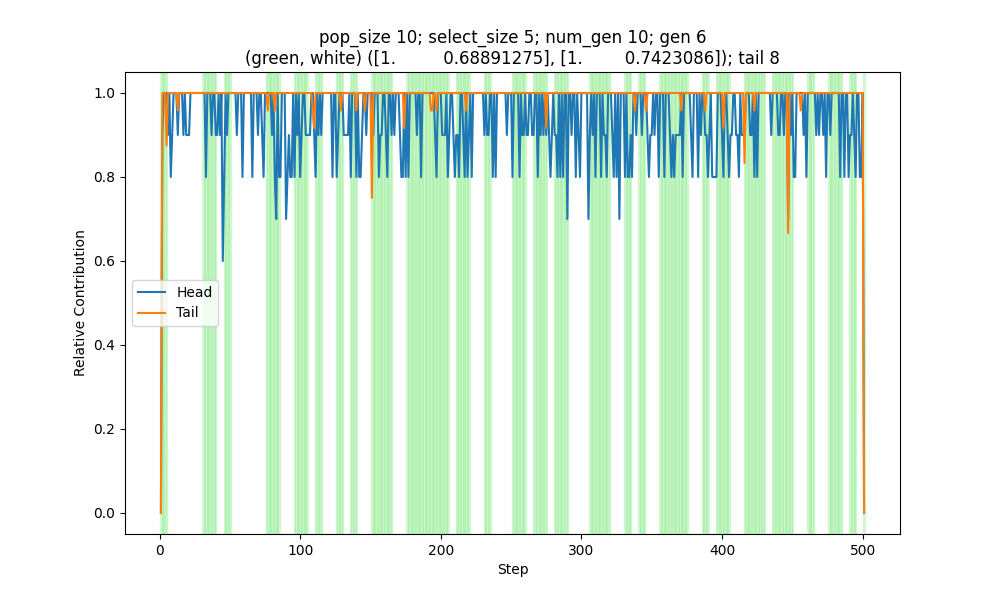 pop_size 10; select_size 5; num_gen 10; gen 6
(green, white) ([1.         0.68891275], [1.        0.7423086]); tail 8
1.0
0.8
0.6
0.4
0.2
0.0
Relative Contribution
Head
Tail
0
100
200
300
400
500
Step